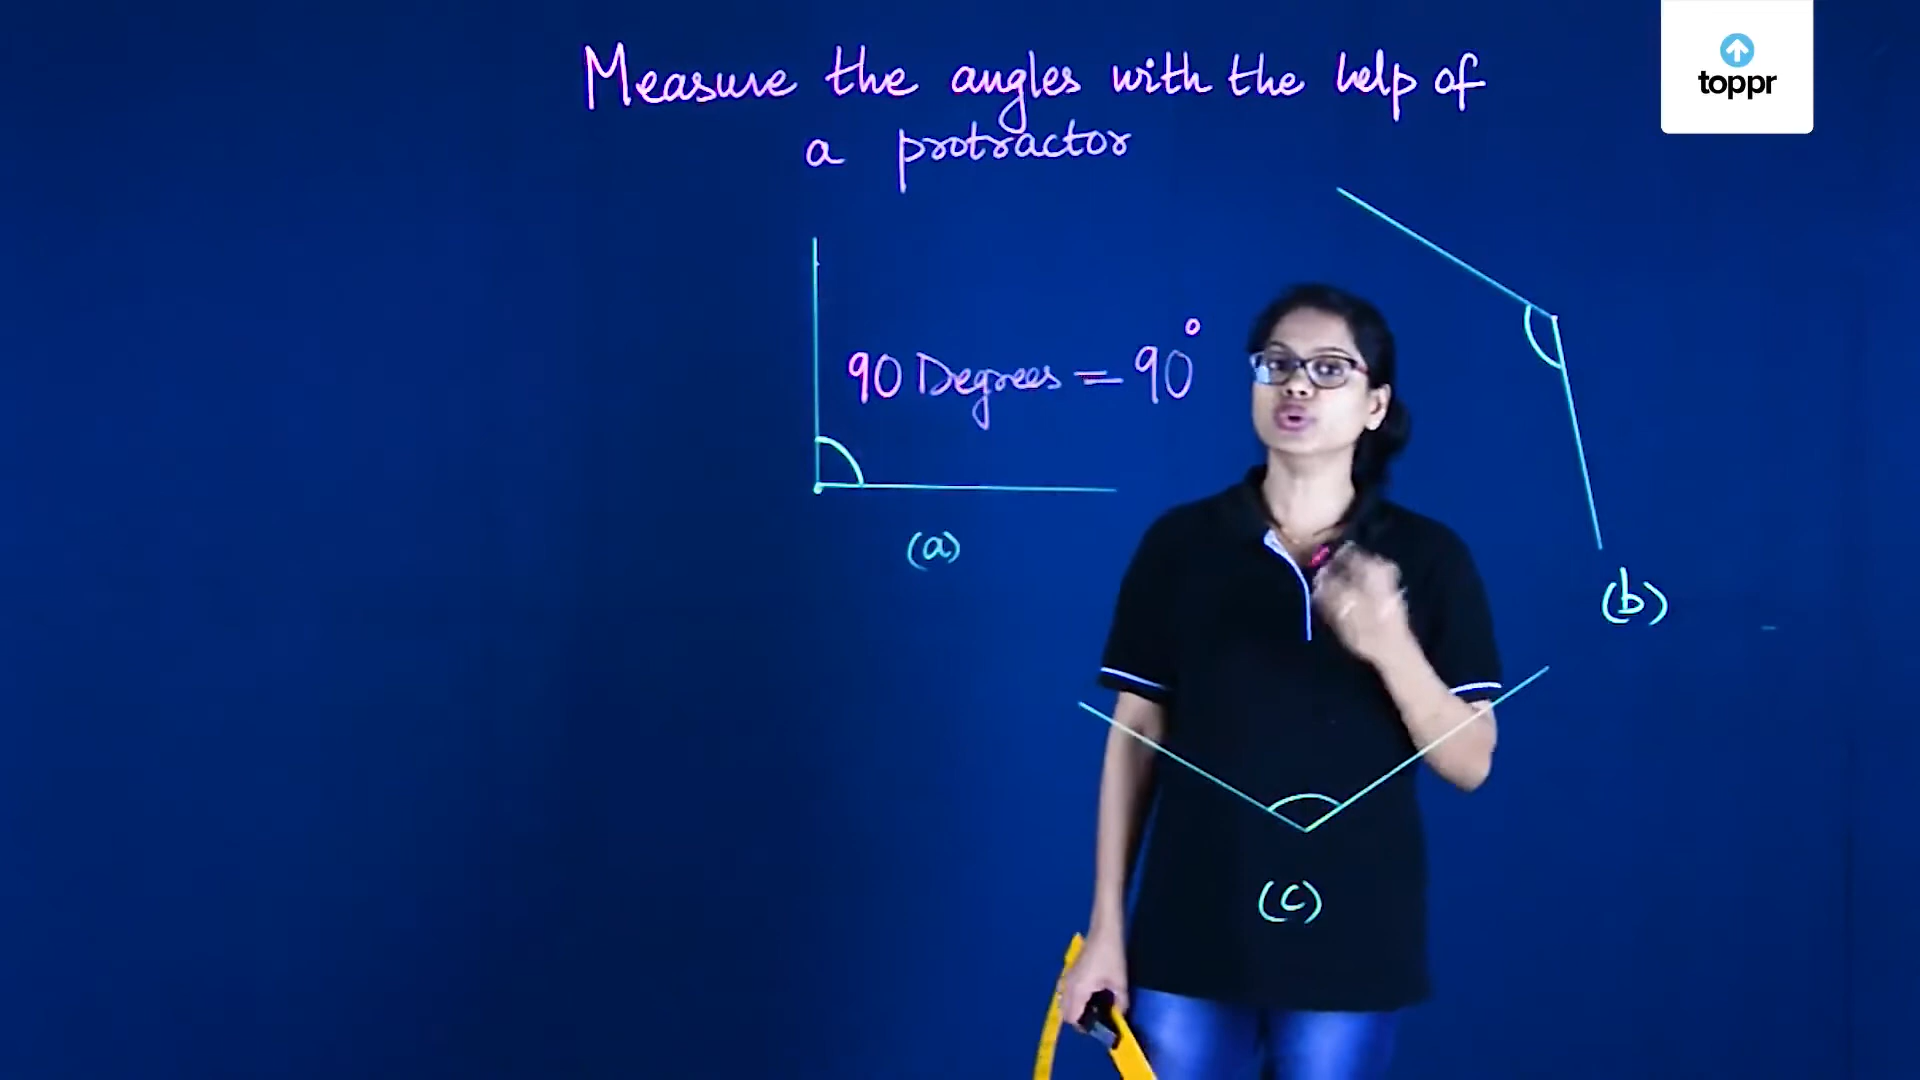 toppr
Measure the angles with the help of
a protractor
90 Degrees = 90°
(a)
(b)
(c)